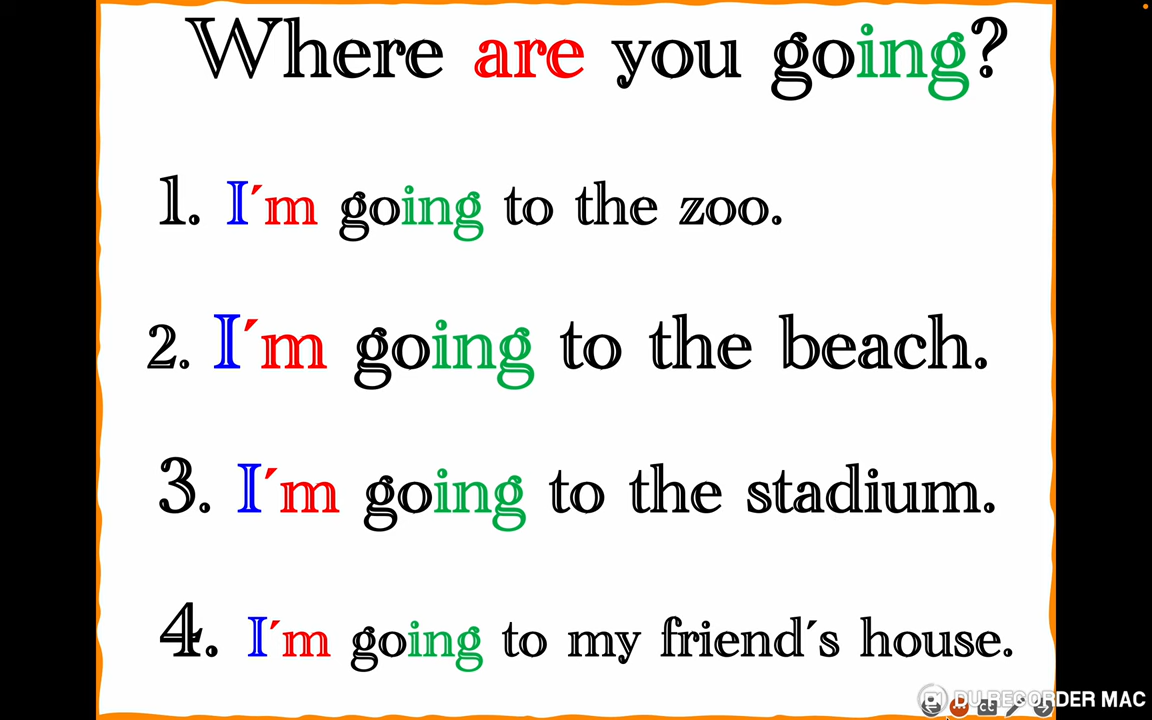 Where are you going?
1. I´m going to the zoo.
2. I´m going to the beach.
3. I´m going to the stadium.
4. I´m going to my friend´s house.
DU RECORDER MAC